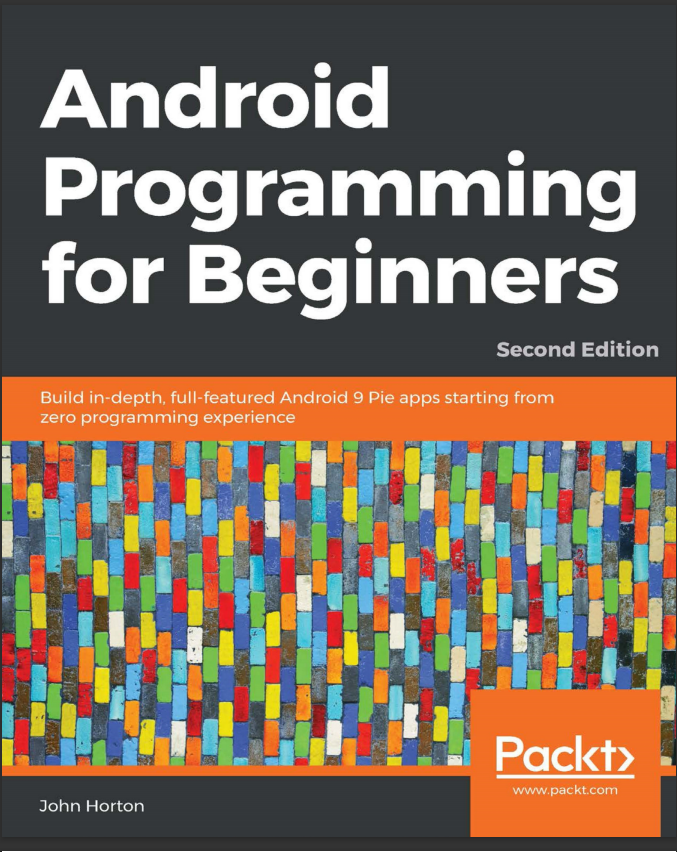 Android
Programming
for Beginners
Second Edition
Build in-depth, full-featured Android 9 Pie apps starting from
zero programming experience
Packt>
www.packt.com
John Horton